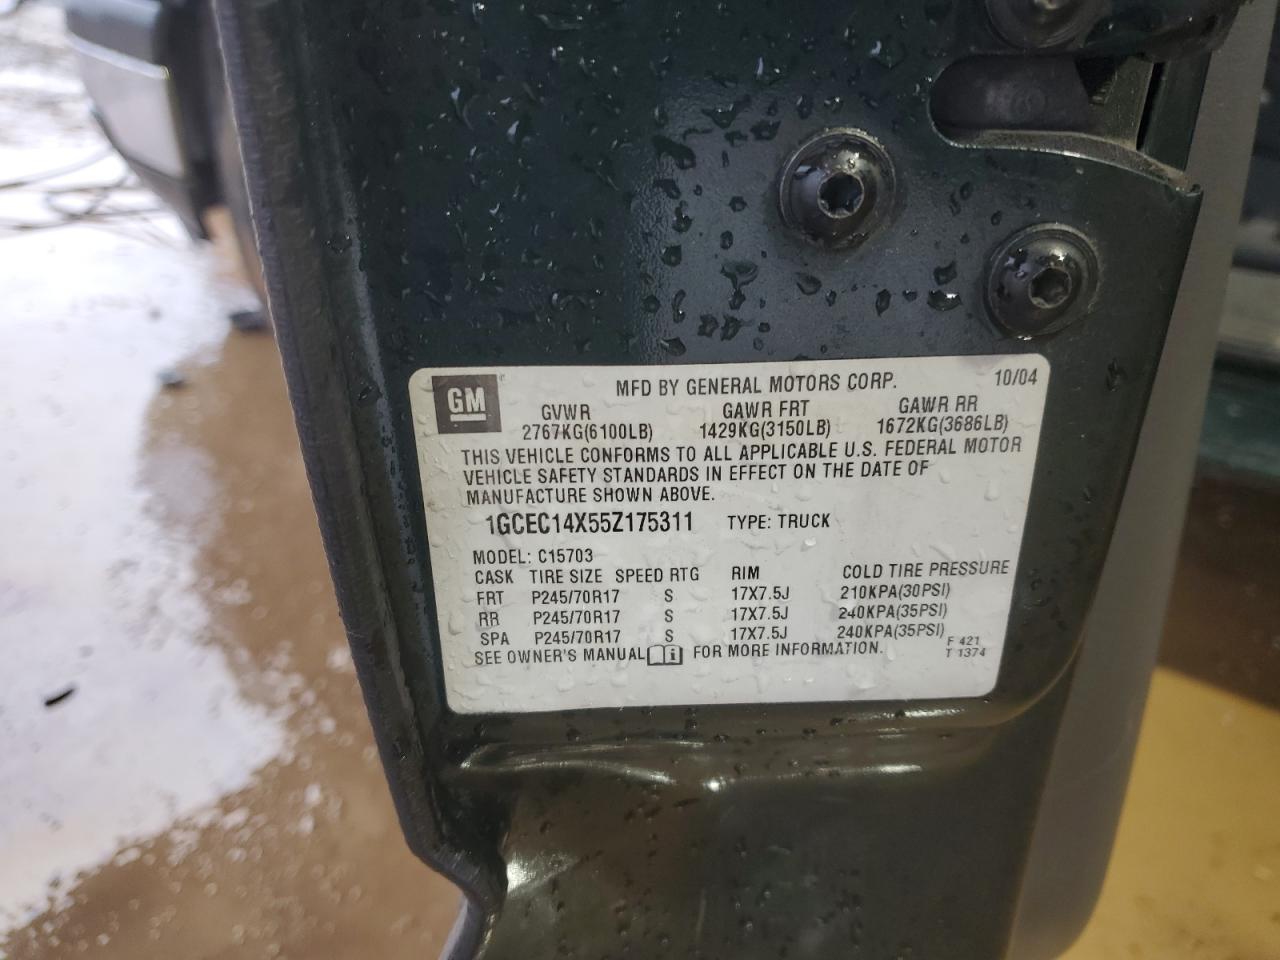 GM MFD BY GENERAL MOTORS CORP. 10/04
GVWR GAWR FRT GAWR RR
2767KG(6100LB) 1429KG(3150LB) 1672KG(3686LB)
THIS VEHICLE CONFORMS TO ALL APPLICABLE U.S. FEDERAL MOTOR
VEHICLE SAFETY STANDARDS IN EFFECT ON THE DATE OF
MANUFACTURE SHOWN ABOVE.
1GCEC14X55Z175311 TYPE: TRUCK
MODEL: C15703
CASK TIRE SIZE SPEED RTG RIM COLD TIRE PRESSURE
FRT P245/70R17 S 17X7.5J 210KPA(30PSI)
RR P245/70R17 S 17X7.5J 240KPA(35PSI)
SPA P245/70R17 S 17X7.5J 240KPA(35PSI)
SEE OWNER'S MANUAL i FOR MORE INFORMATION.
F 421
T 1374